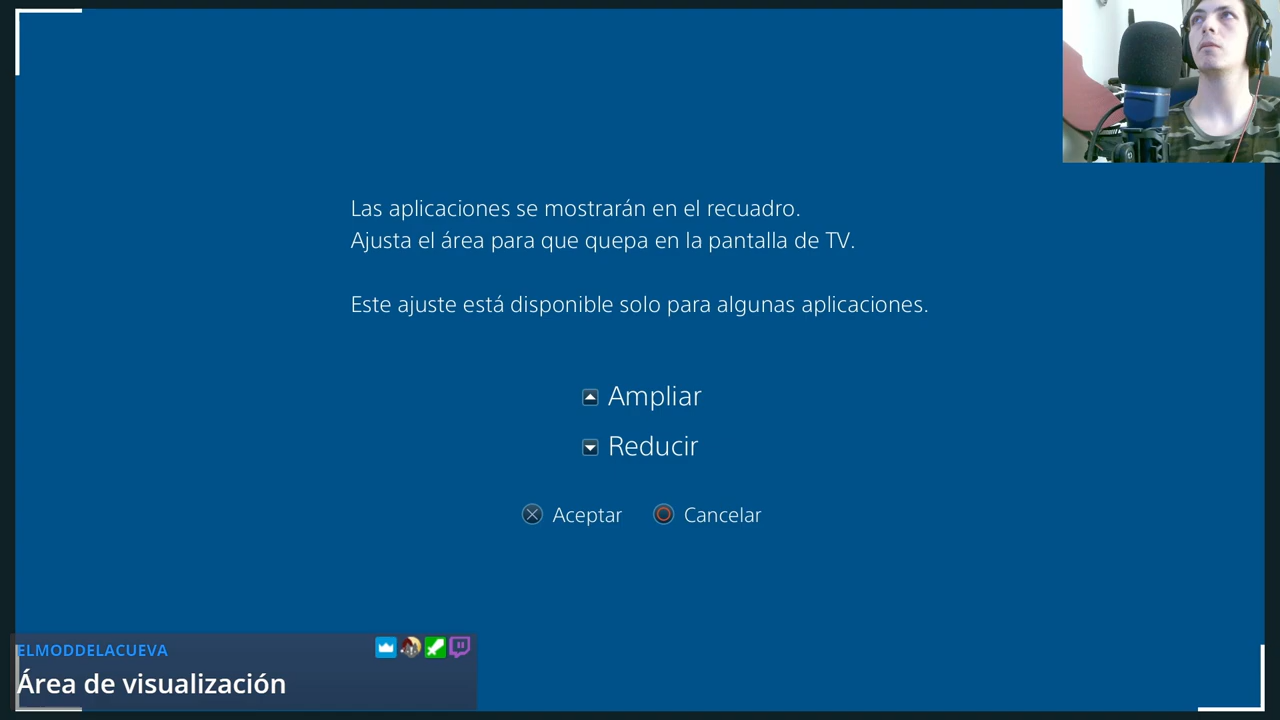 Las aplicaciones se mostrarán en el recuadro.
Ajusta el área para que quepa en la pantalla de TV.
Este ajuste está disponible solo para algunas aplicaciones.
Ampliar
Reducir
Aceptar Cancelar
ELMODDELACUEVA
Área de visualización